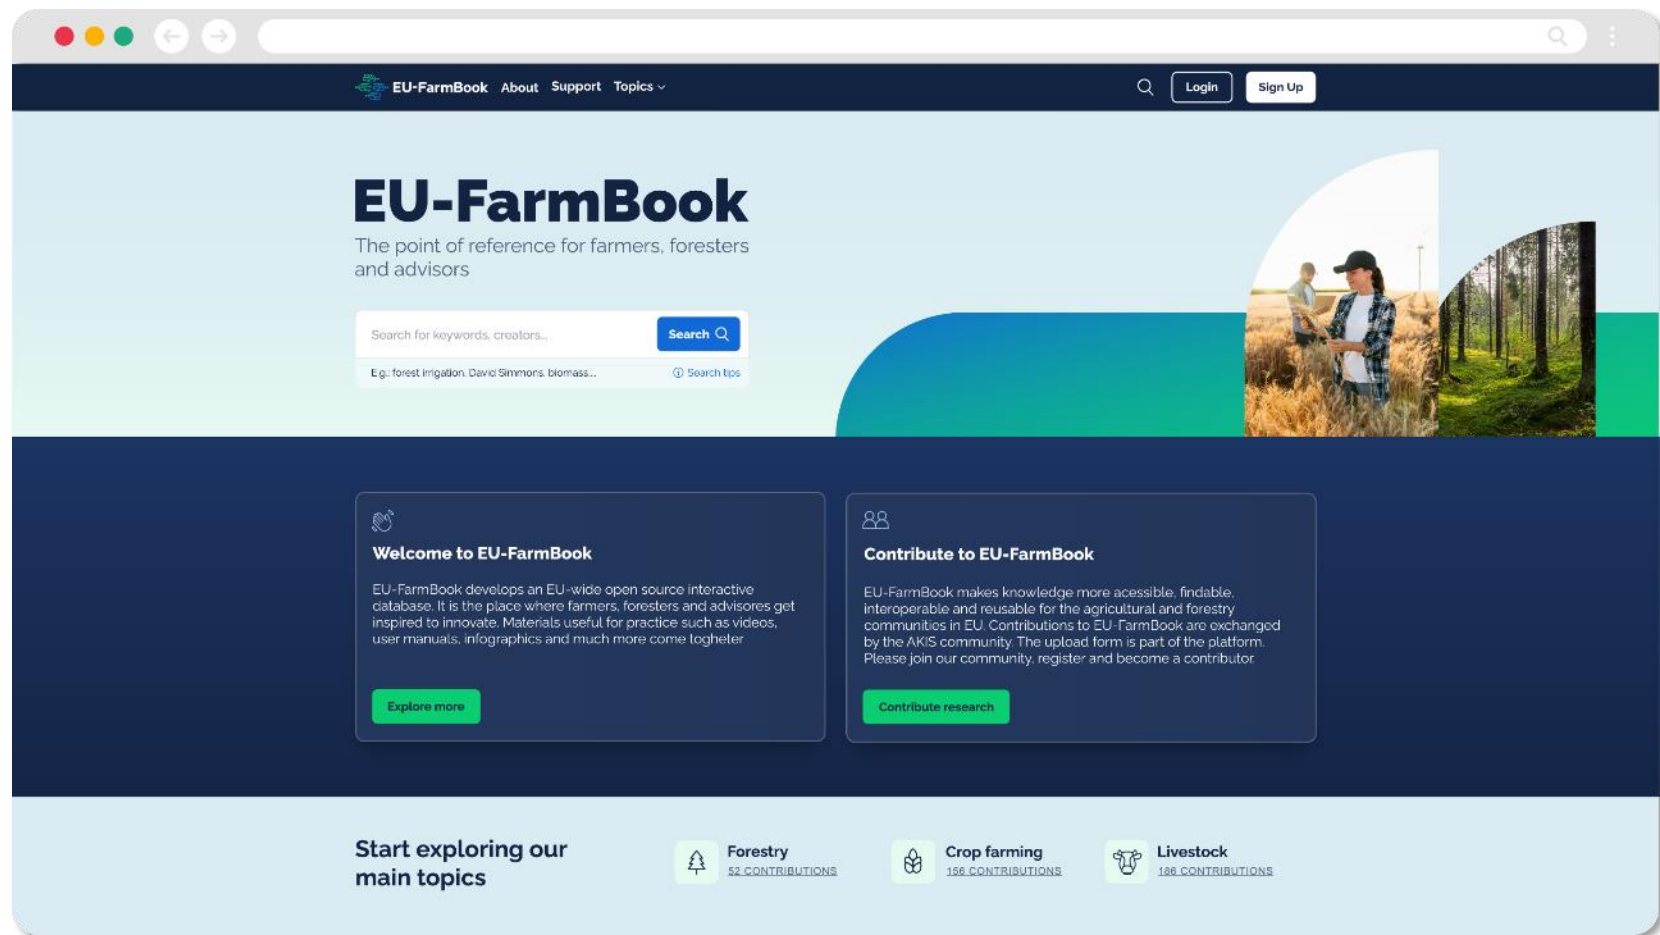 EU-FarmBook About Support Topics
Login
Sign Up
EU-FarmBook
The point of reference for farmers, foresters
and advisors
Search for keywords, creators...
Search
E.g.: forest irrigation, David Simmons, biomass...
Search tips
Welcome to EU-FarmBook
EU-FarmBook develops an EU-wide open source interactive
database. It is the place where farmers, foresters and advisores get
inspired to innovate. Materials useful for practice such as videos,
user manuals, infographics and much more come togheter
Explore more
Contribute to EU-FarmBook
EU-FarmBook makes knowledge more acessible, findable,
interoperable and reusable for the agricultural and forestry
communities in EU. Contributions to EU-FarmBook are exchanged
by the AKIS community. The upload form is part of the platform.
Please join our community, register and become a contributor.
Contribute research
Start exploring our
main topics
Forestry
52 CONTRIBUTIONS
Crop farming
156 CONTRIBUTIONS
Livestock
186 CONTRIBUTIONS